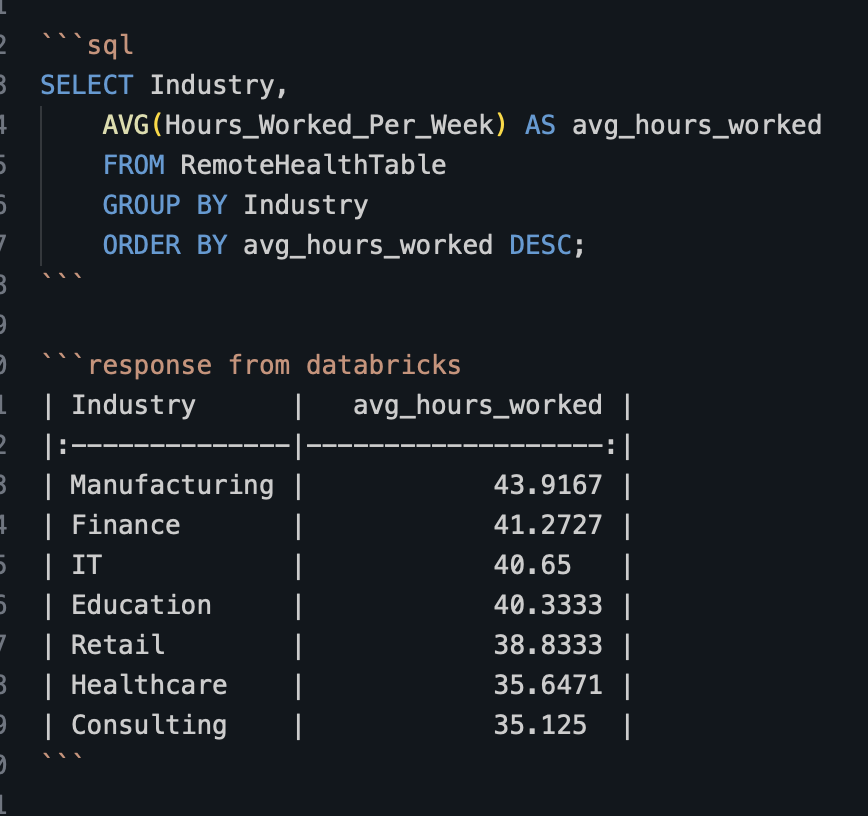 ```sql
SELECT Industry,
    AVG(Hours_Worked_Per_Week) AS avg_hours_worked
    FROM RemoteHealthTable
    GROUP BY Industry
    ORDER BY avg_hours_worked DESC;
```
```response from databricks
| Industry      |   avg_hours_worked |
|:--------------|-------------------:|
| Manufacturing |            43.9167 |
| Finance       |            41.2727 |
| IT            |            40.65   |
| Education     |            40.3333 |
| Retail        |            38.8333 |
| Healthcare    |            35.6471 |
| Consulting    |            35.125  |
```